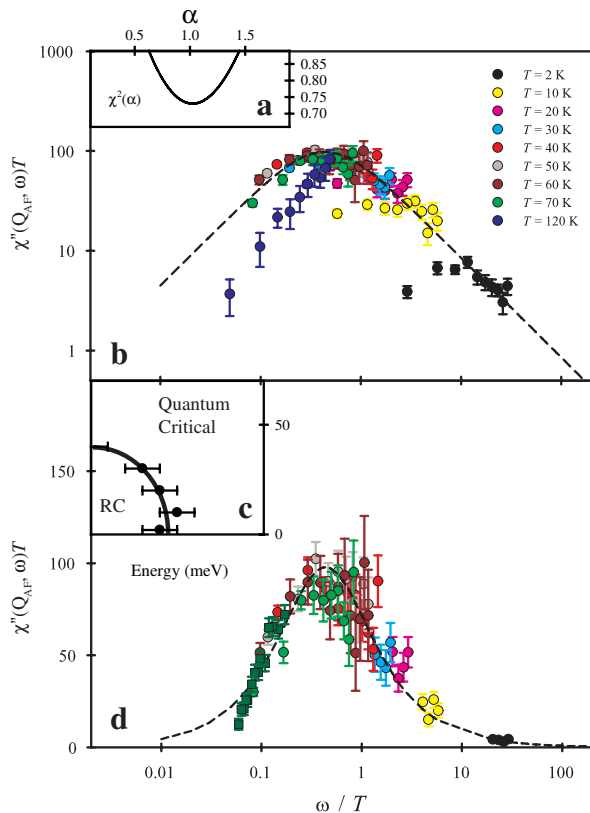 α
0.5 1.0 1.5
1000
100
10
1
χ"(Q_AF, ω)T
0.85
0.80
0.75
0.70
χ²(α)
a
T = 2 K
T = 10 K
T = 20 K
T = 30 K
T = 40 K
T = 50 K
T = 60 K
T = 70 K
T = 120 K
b
Quantum
Critical
RC
c
50
0
Energy (meV)
150
100
50
0
χ"(Q_AF, ω)T
d
0.01 0.1 1 10 100
ω / T